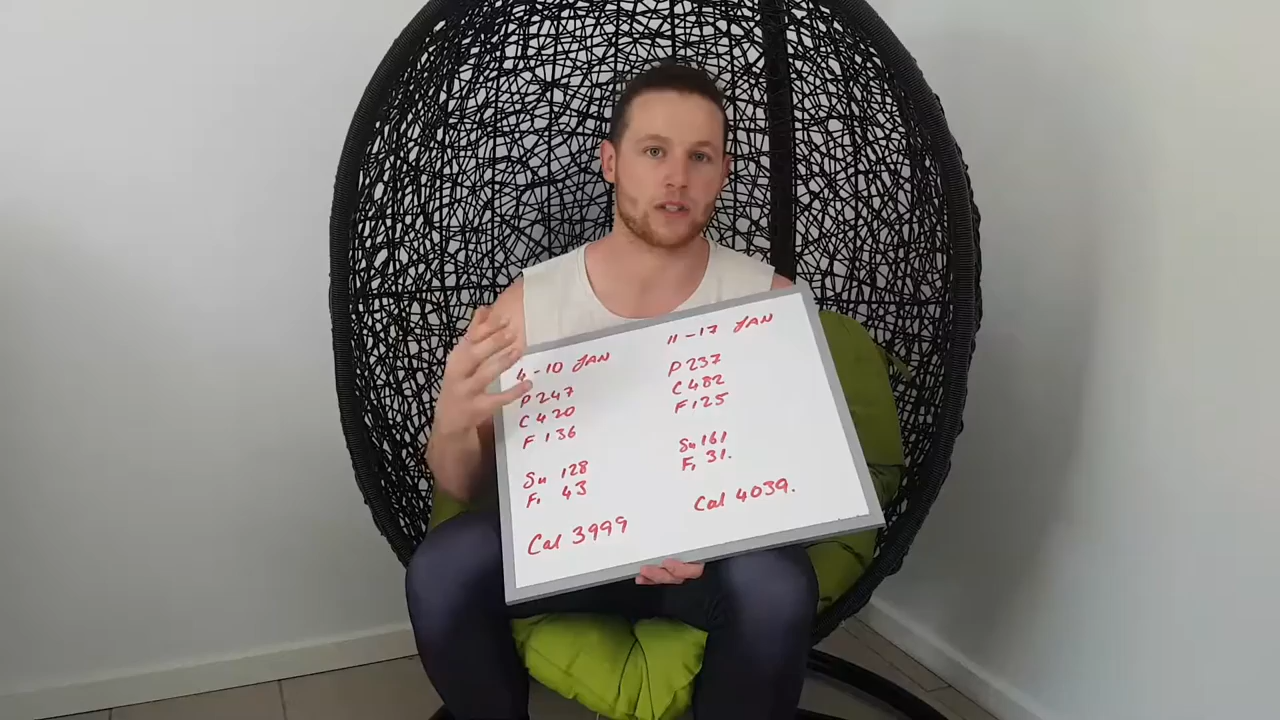 4-10 JAN
P 247
C 420
F 136
Su 128
Fi 43
Cal 3999
11-17 JAN
P 237
C 482
F 125
Su 161
Fi 31.
Cal 4039.